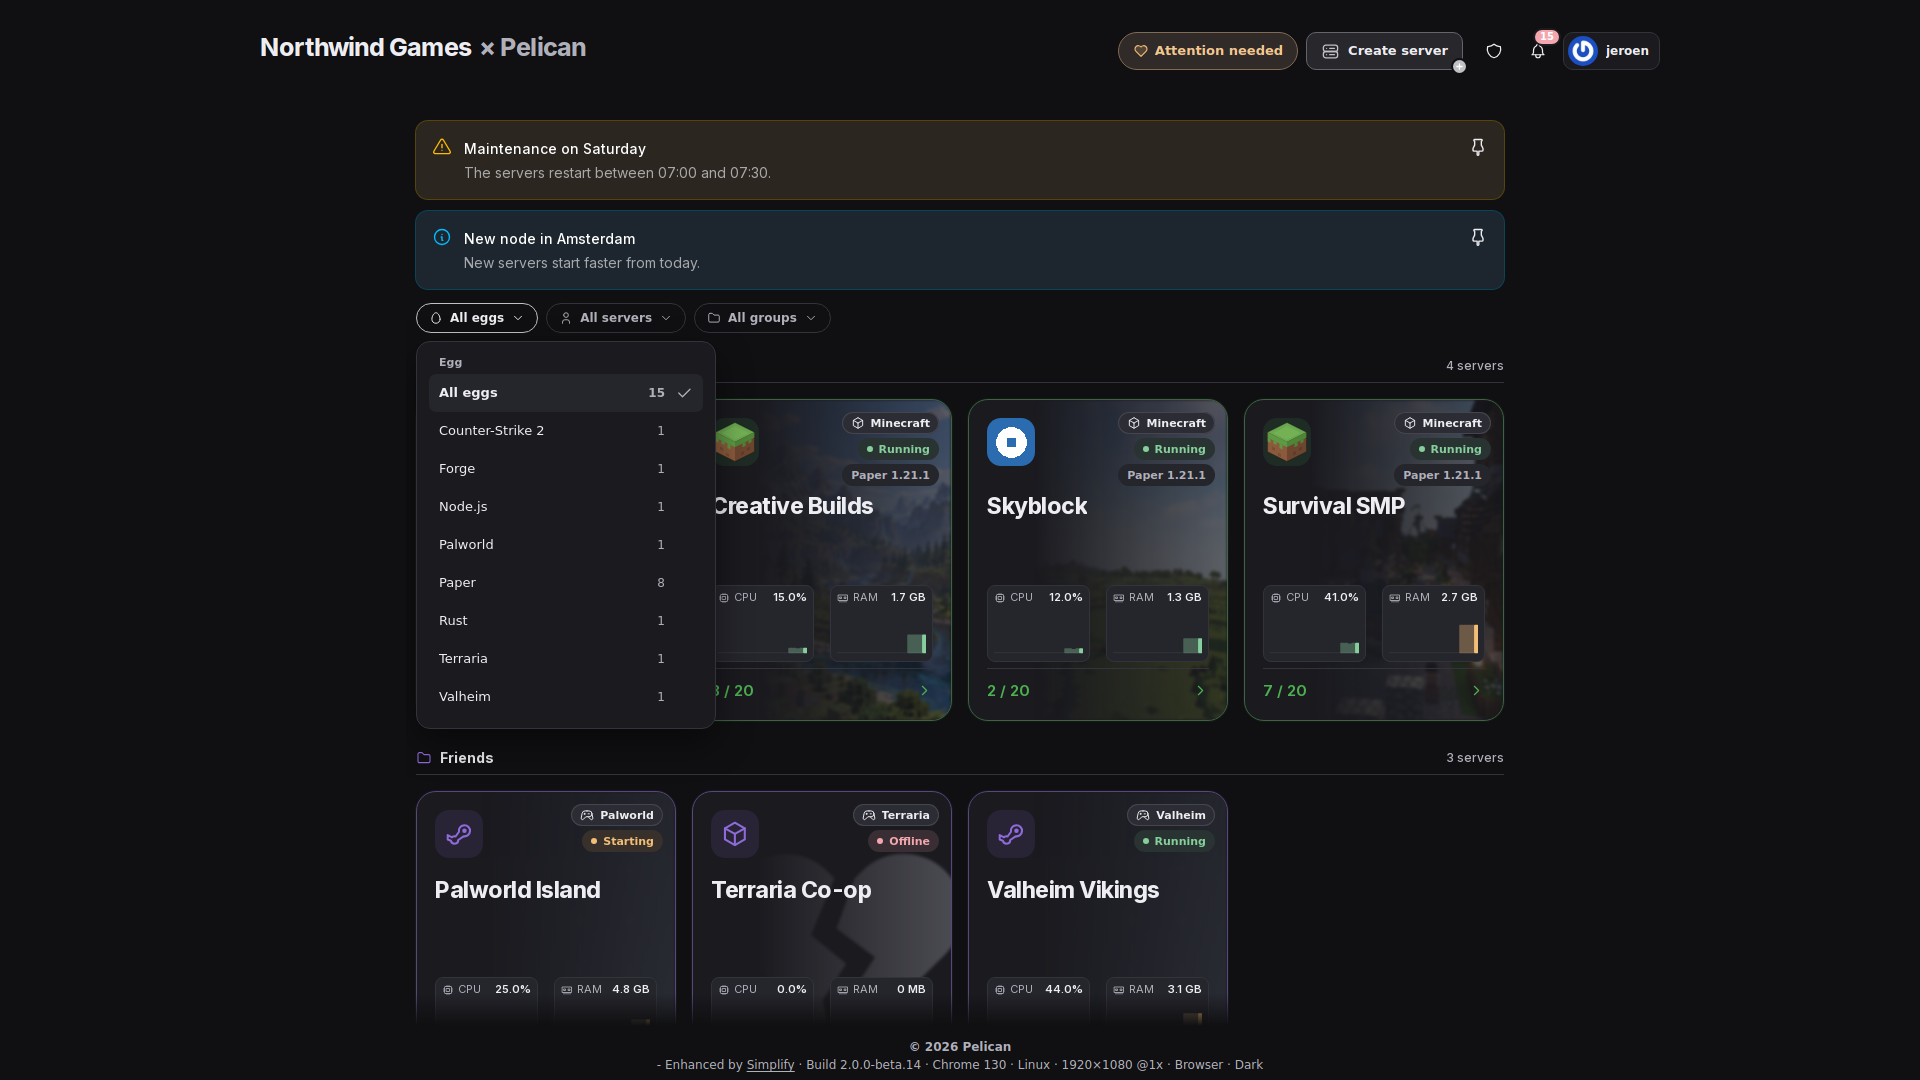 Northwind Games × Pelican
Attention needed
Create server
15
jeroen
Maintenance on Saturday
The servers restart between 07:00 and 07:30.
New node in Amsterdam
New servers start faster from today.
All eggs
All servers
All groups
4 servers
Egg
All eggs 15
Counter-Strike 2 1
Forge 1
Node.js 1
Palworld 1
Paper 8
Rust 1
Terraria 1
Valheim 1
Minecraft
Running
Paper 1.21.1
Creative Builds
CPU 15.0%
RAM 1.7 GB
3 / 20
Minecraft
Running
Paper 1.21.1
Skyblock
CPU 12.0%
RAM 1.3 GB
2 / 20
Minecraft
Running
Paper 1.21.1
Survival SMP
CPU 41.0%
RAM 2.7 GB
7 / 20
Friends
3 servers
Palworld
Starting
Palworld Island
CPU 25.0%
RAM 4.8 GB
Terraria
Offline
Terraria Co-op
CPU 0.0%
RAM 0 MB
Valheim
Running
Valheim Vikings
CPU 44.0%
RAM 3.1 GB
© 2026 Pelican
- Enhanced by Simplify · Build 2.0.0-beta.14 · Chrome 130 · Linux · 1920×1080 @1x · Browser · Dark